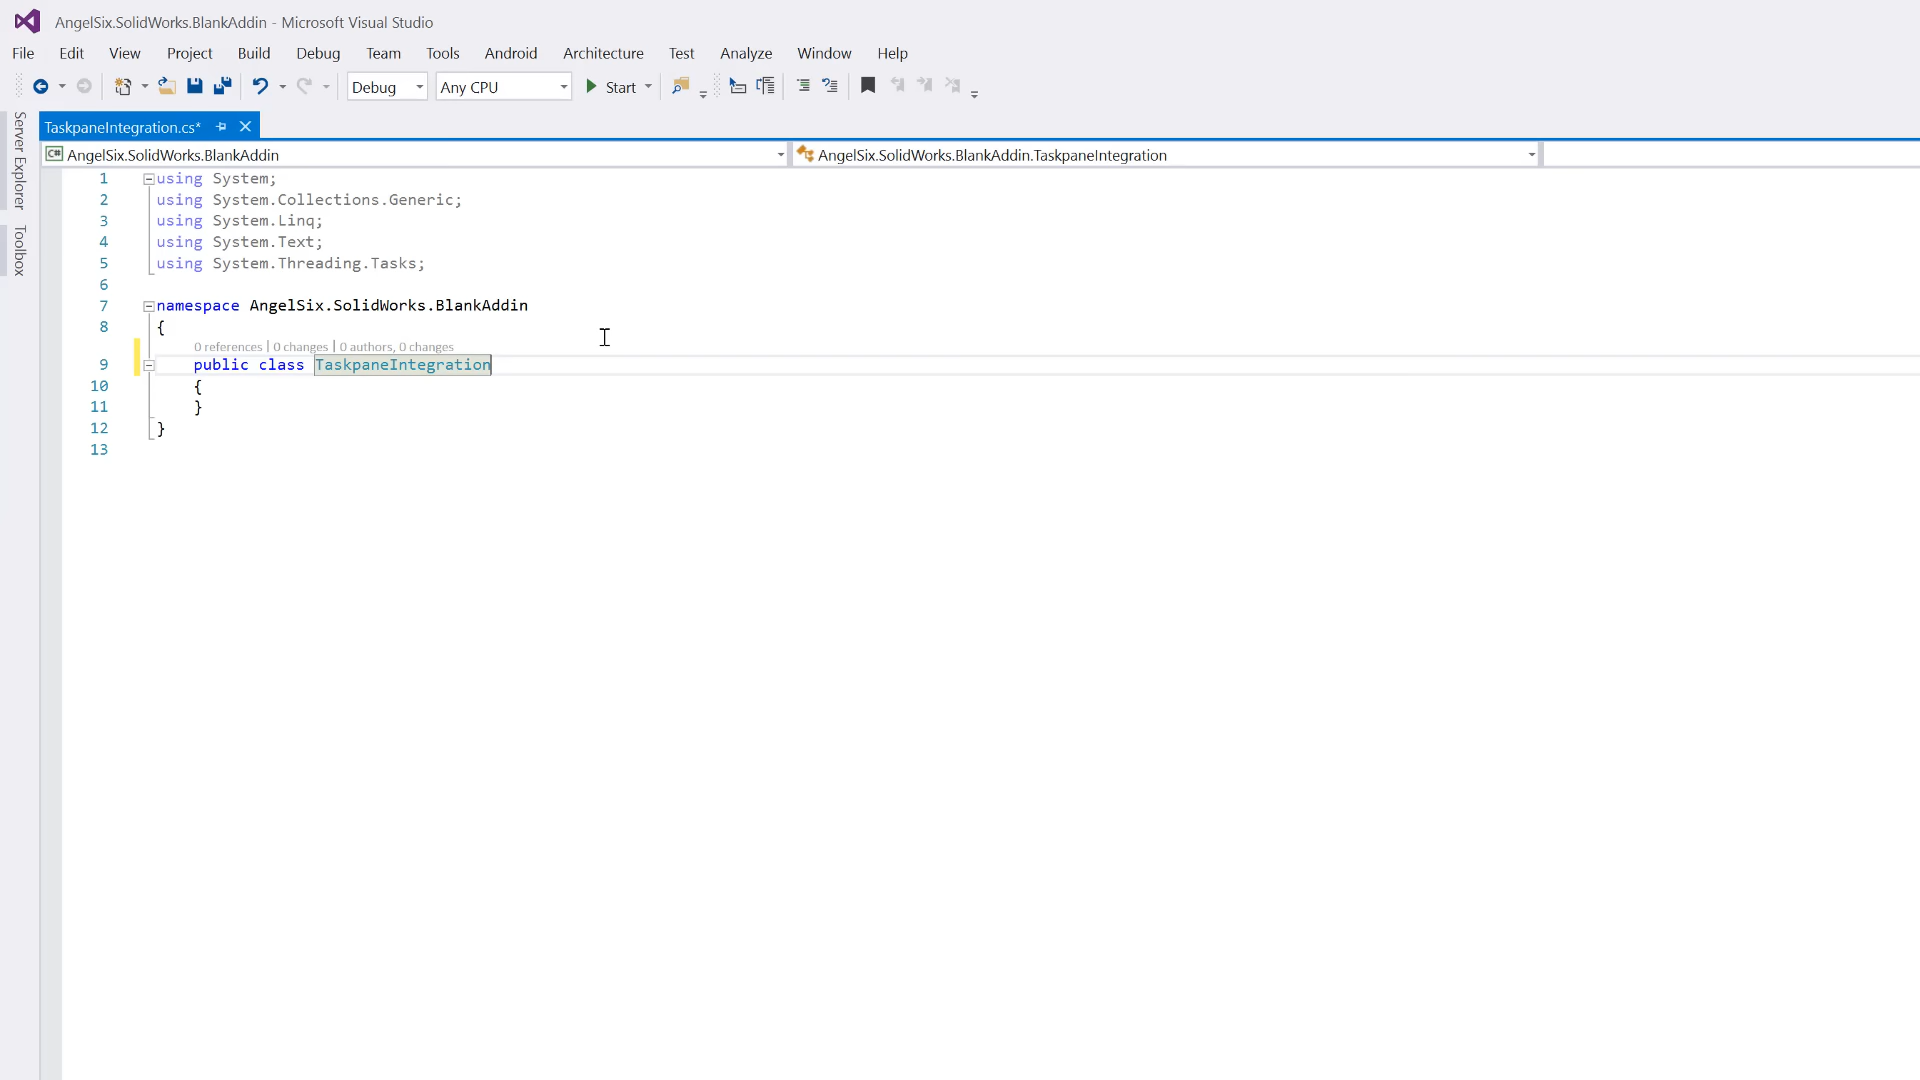 AngelSix.SolidWorks.BlankAddin - Microsoft Visual Studio
File Edit View Project Build Debug Team Tools Android Architecture Test Analyze Window Help
Debug Any CPU Start
TaskpaneIntegration.cs*
C# AngelSix.SolidWorks.BlankAddin AngelSix.SolidWorks.BlankAddin.TaskpaneIntegration
Server Explorer
Toolbox
1 using System;
2 using System.Collections.Generic;
3 using System.Linq;
4 using System.Text;
5 using System.Threading.Tasks;
6
7 namespace AngelSix.SolidWorks.BlankAddin
8 {
0 references | 0 changes | 0 authors, 0 changes
9 public class TaskpaneIntegration
10 {
11 }
12 }
13